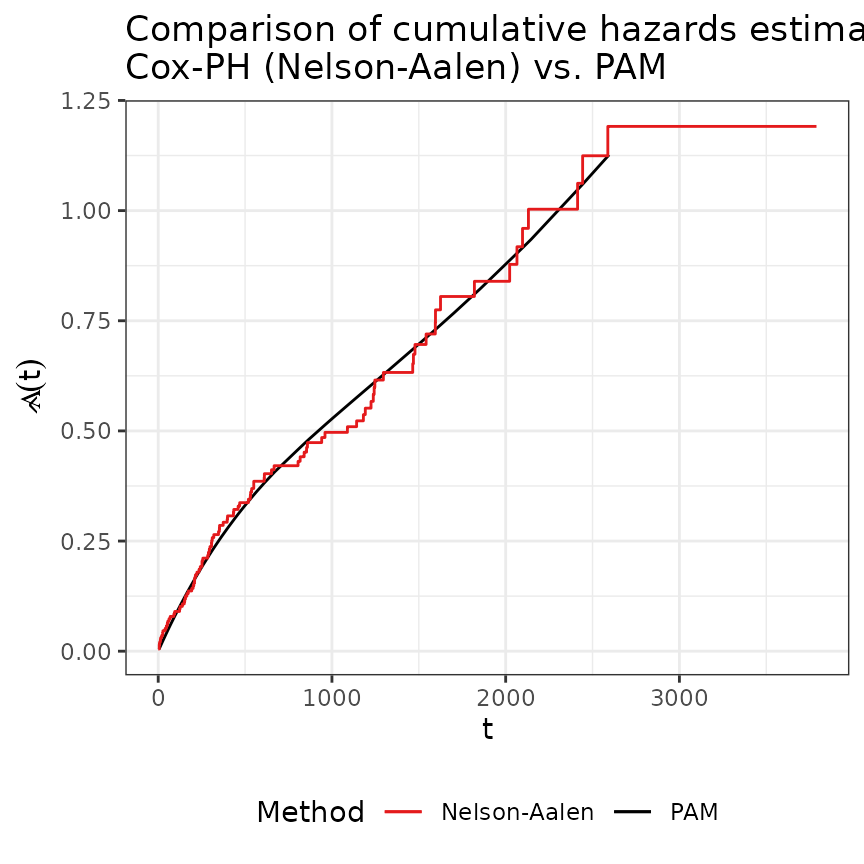 Comparison of cumulative hazards estima
Cox-PH (Nelson-Aalen) vs. PAM
1.25
1.00
0.75
0.50
0.25
0.00
(t)
0 1000 2000 3000
t
Method Nelson-Aalen PAM